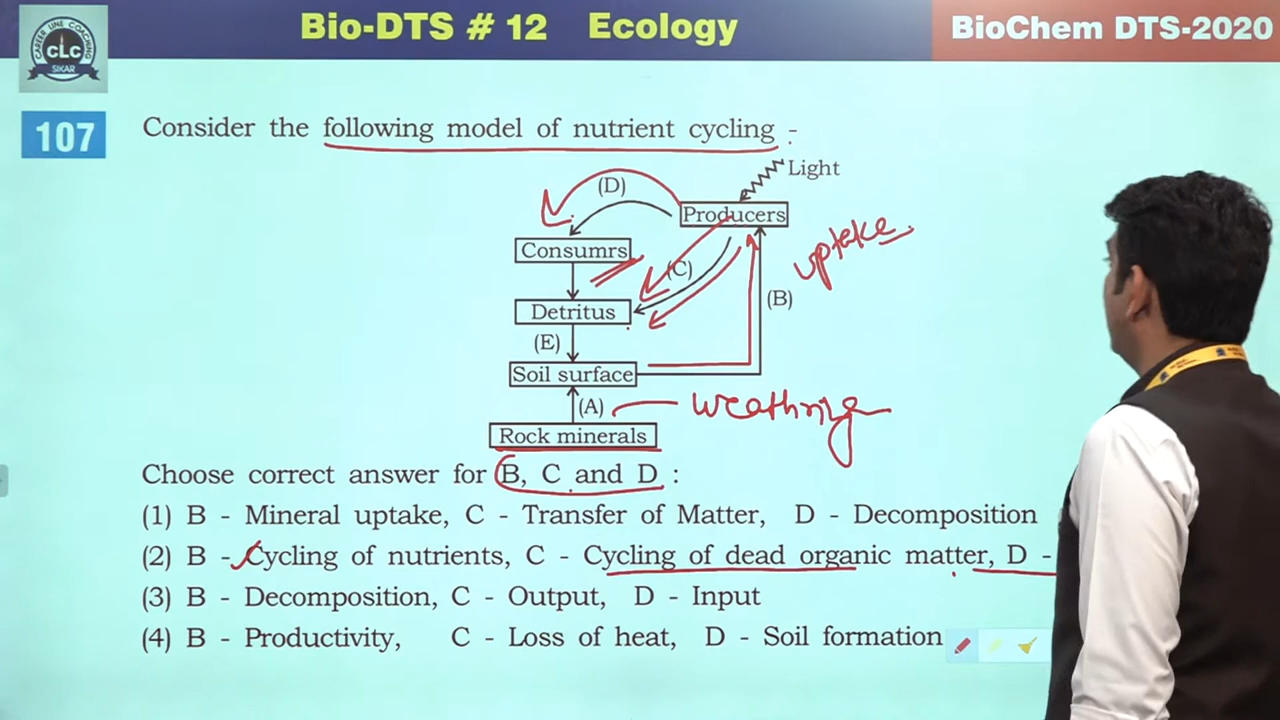 Bio-DTS # 12 Ecology
BioChem DTS-2020
CAREER LINE COACHING
CLC
SIKAR
107
Consider the following model of nutrient cycling -
Light
(D)
Producers
Consumrs
(C)
uptake
Detritus
(B)
(E)
Soil surface
(A)
Weathring
Rock minerals
Choose correct answer for B, C and D :
(1) B - Mineral uptake, C - Transfer of Matter, D - Decomposition
(2) B - Cycling of nutrients, C - Cycling of dead organic matter, D -
(3) B - Decomposition, C - Output, D - Input
(4) B - Productivity, C - Loss of heat, D - Soil formation